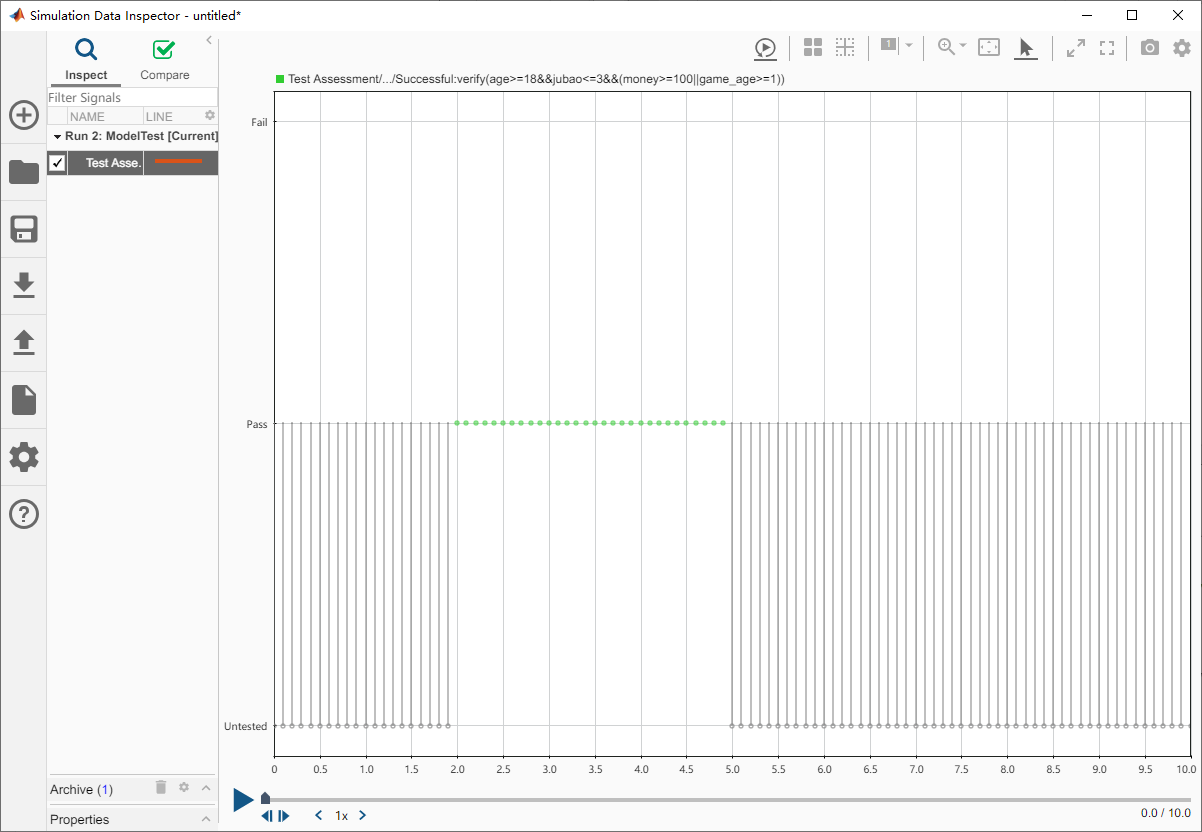 Simulation Data Inspector - untitled*
Inspect
Compare
Filter Signals
NAME
LINE
Run 2: ModelTest [Current]
Test Asse.
Archive (1)
Properties
1
Test Assessment/.../Successful:verify(age>=18&&jubao<=3&&(money>=100||game_age>=1))
Fail
Pass
Untested
0 0.5 1.0 1.5 2.0 2.5 3.0 3.5 4.0 4.5 5.0 5.5 6.0 6.5 7.0 7.5 8.0 8.5 9.0 9.5 10.0
1x
0.0 / 10.0